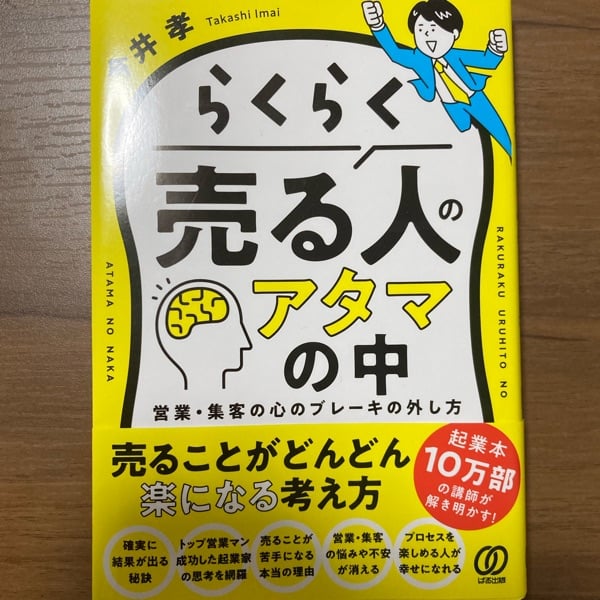 井 孝 Takashi Imai
らくらく
売る人の
アタマ
の中
ATAMA NO NAKA
RAKURAKU URUHITO NO
営業・集客の心のブレーキの外し方
売ることがどんどん
楽になる考え方
起業本
10万部
の講師が
解き明かす!
確実に
結果が出る
秘訣
トップ営業マン
成功した起業家
の思考を網羅
売ることが
苦手になる
本当の理由
営業・集客
の悩みや不安
が消える
プロセスを
楽しめる人が
幸せになれる
ぱる出版